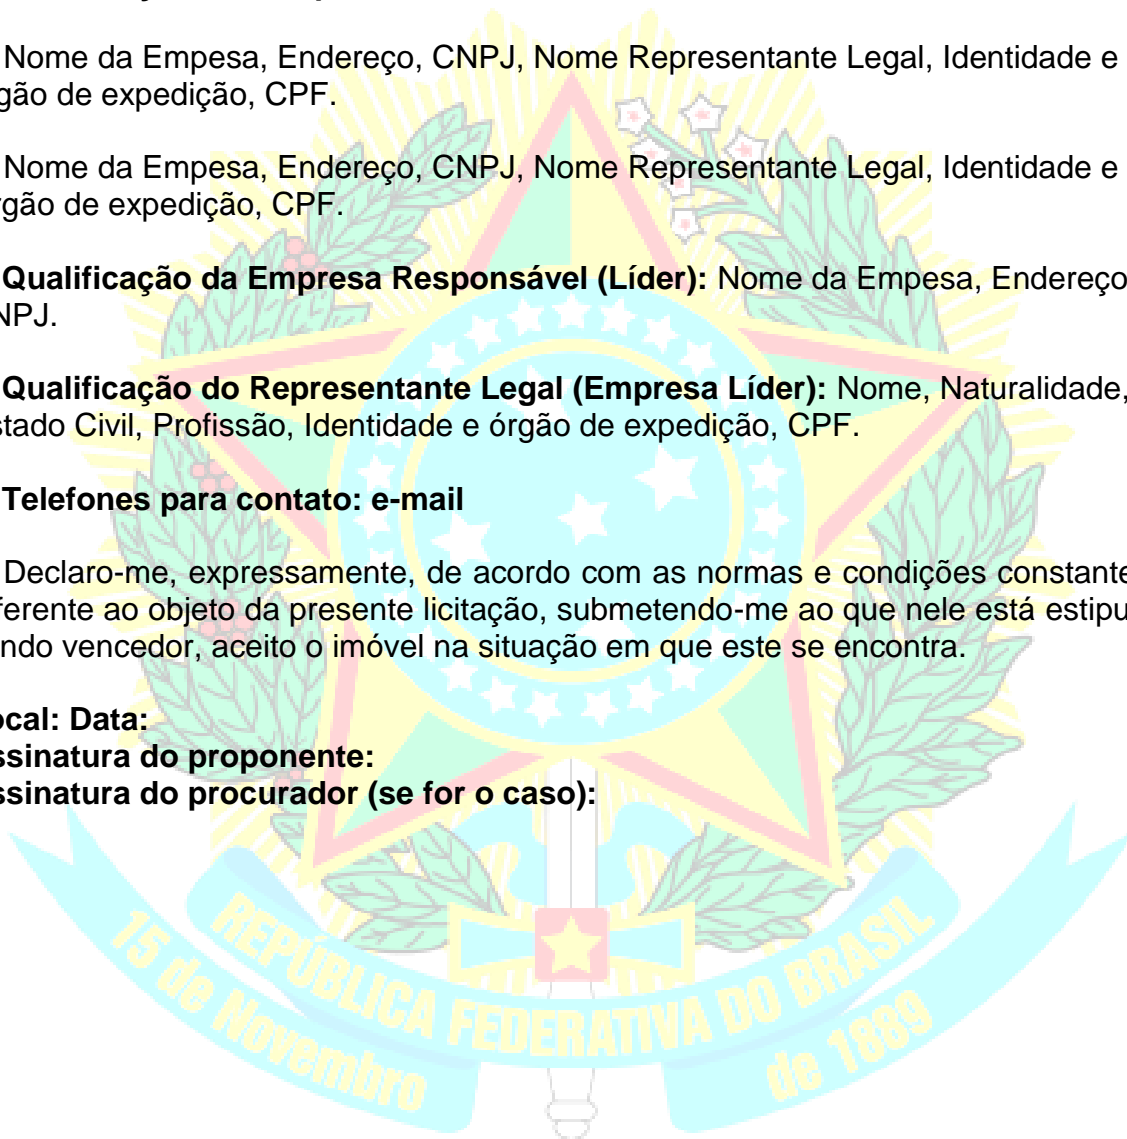 Nome da Empesa, Endereço, CNPJ, Nome Representante Legal, Identidade e
gão de expedição, CPF.
Nome da Empesa, Endereço, CNPJ, Nome Representante Legal, Identidade e
rgão de expedição, CPF.
Qualificação da Empresa Responsável (Líder): Nome da Empesa, Endereço
NPJ.
Qualificação do Representante Legal (Empresa Líder): Nome, Naturalidade,
stado Civil, Profissão, Identidade e órgão de expedição, CPF.
Telefones para contato: e-mail
Declaro-me, expressamente, de acordo com as normas e condições constante
ferente ao objeto da presente licitação, submetendo-me ao que nele está estipu
ndo vencedor, aceito o imóvel na situação em que este se encontra.
ocal: Data:
ssinatura do proponente:
ssinatura do procurador (se for o caso):
REPÚBLICA FEDERATIVA DO BRASIL
15 de Novembro de 1889